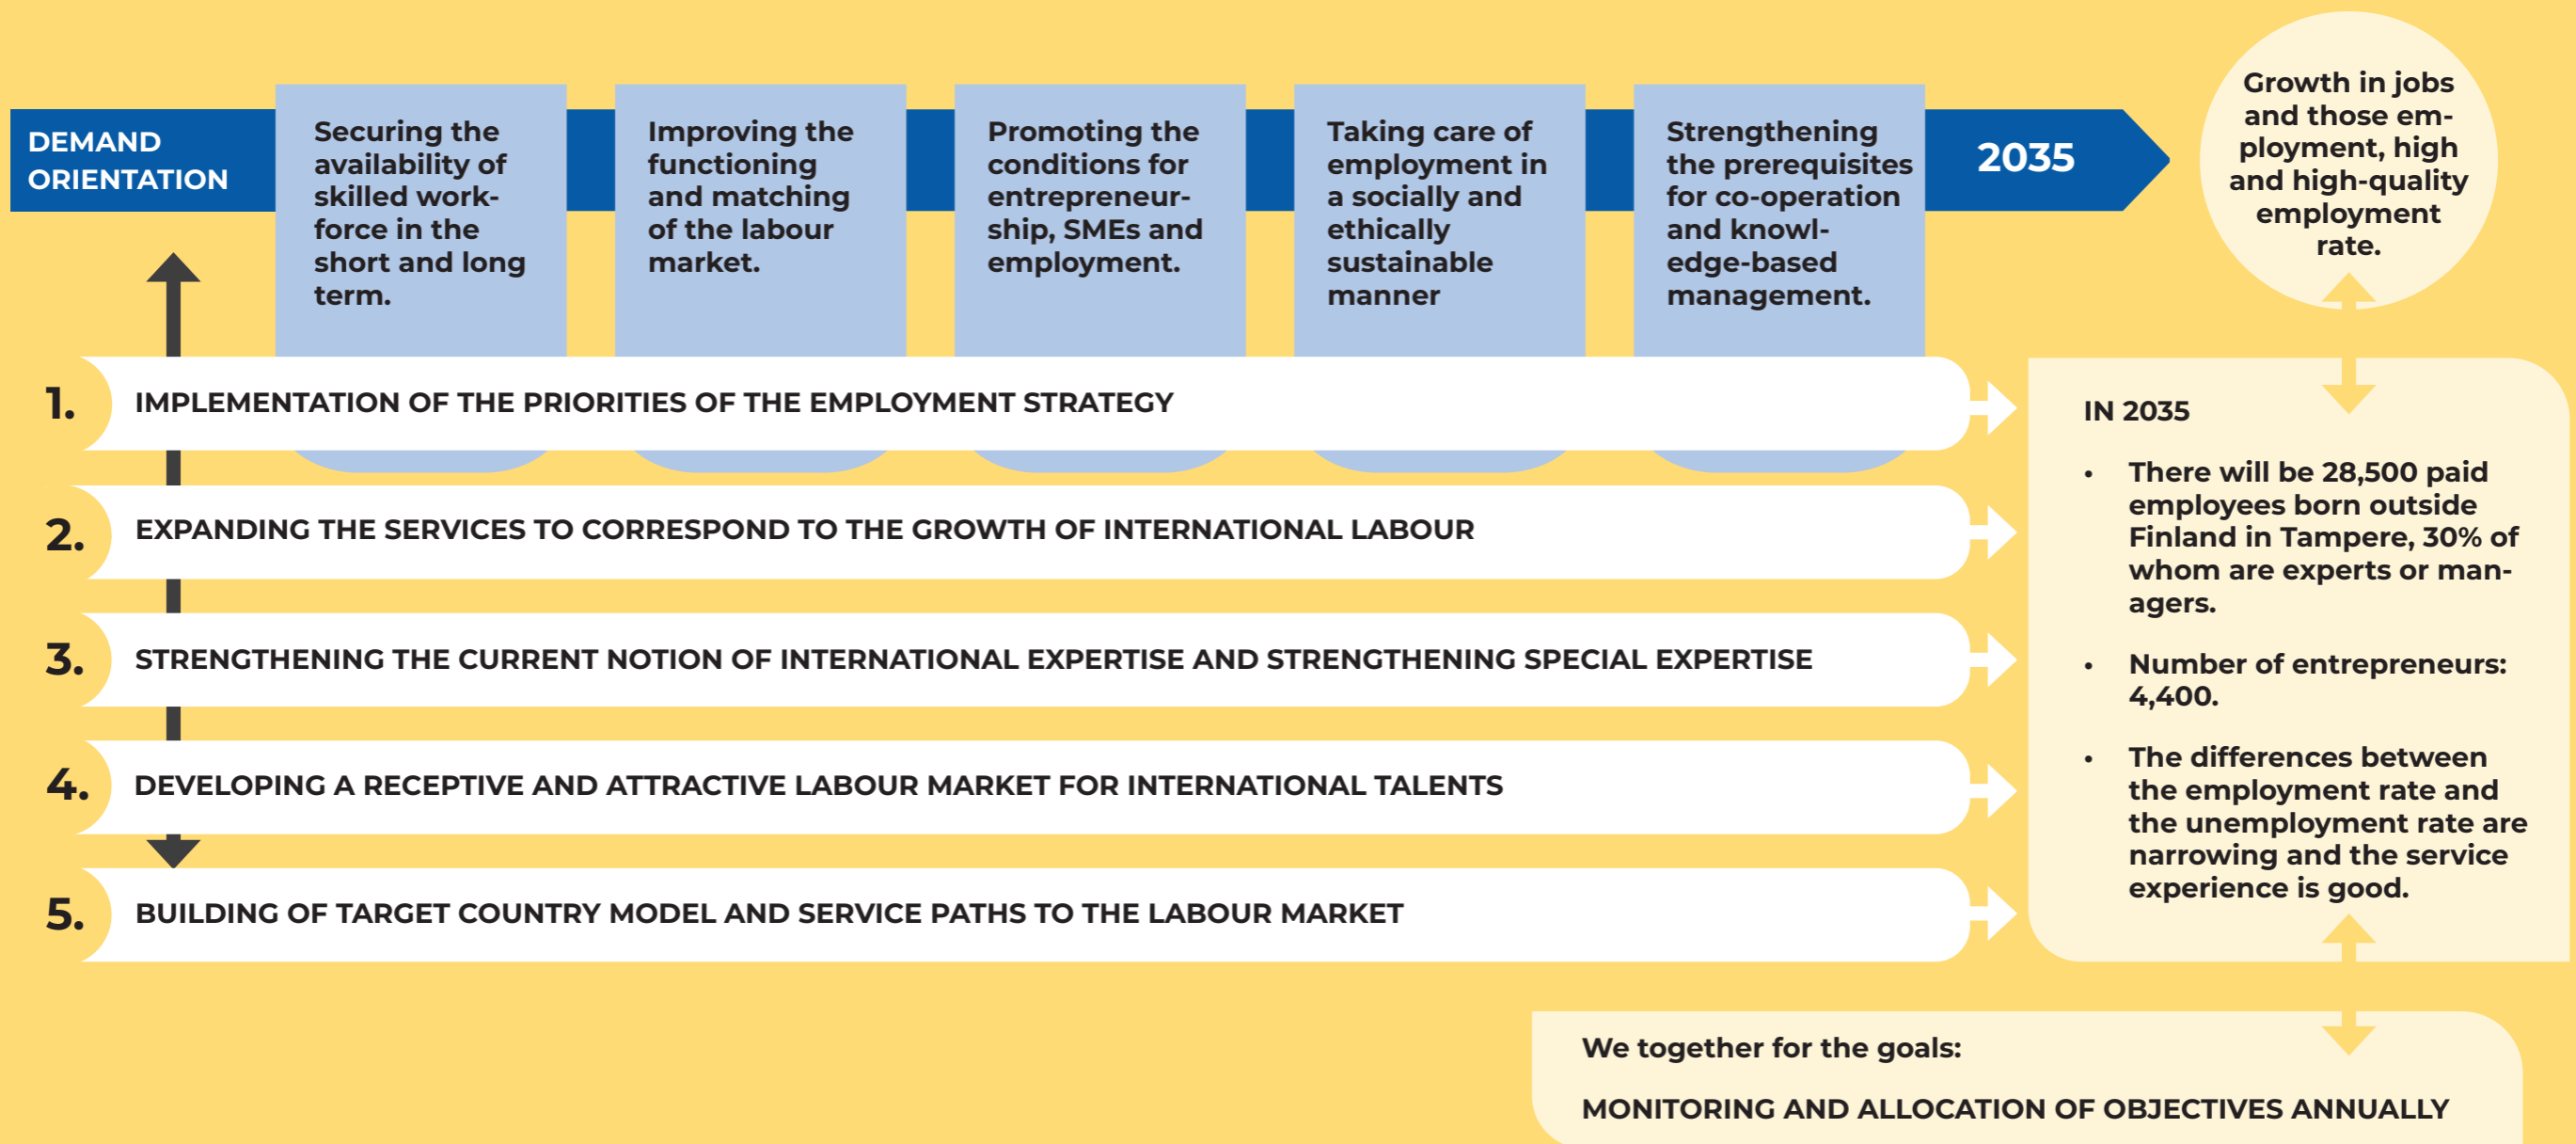 DEMAND
ORIENTATION
Securing the
availability of
skilled work-
force in the
short and long
term.
Improving the
functioning
and matching
of the labour
market.
Promoting the
conditions for
entrepreneur-
ship, SMEs and
employment.
Taking care of
employment in
a socially and
ethically
sustainable
manner
Strengthening
the prerequisites
for co-operation
and knowl-
edge-based
management.
2035
Growth in jobs
and those em-
ployment, high
and high-quality
employment
rate.
1. IMPLEMENTATION OF THE PRIORITIES OF THE EMPLOYMENT STRATEGY
2. EXPANDING THE SERVICES TO CORRESPOND TO THE GROWTH OF INTERNATIONAL LABOUR
3. STRENGTHENING THE CURRENT NOTION OF INTERNATIONAL EXPERTISE AND STRENGTHENING SPECIAL EXPERTISE
4. DEVELOPING A RECEPTIVE AND ATTRACTIVE LABOUR MARKET FOR INTERNATIONAL TALENTS
5. BUILDING OF TARGET COUNTRY MODEL AND SERVICE PATHS TO THE LABOUR MARKET
IN 2035
• There will be 28,500 paid
employees born outside
Finland in Tampere, 30% of
whom are experts or man-
agers.
• Number of entrepreneurs:
4,400.
• The differences between
the employment rate and
the unemployment rate are
narrowing and the service
experience is good.
We together for the goals:
MONITORING AND ALLOCATION OF OBJECTIVES ANNUALLY